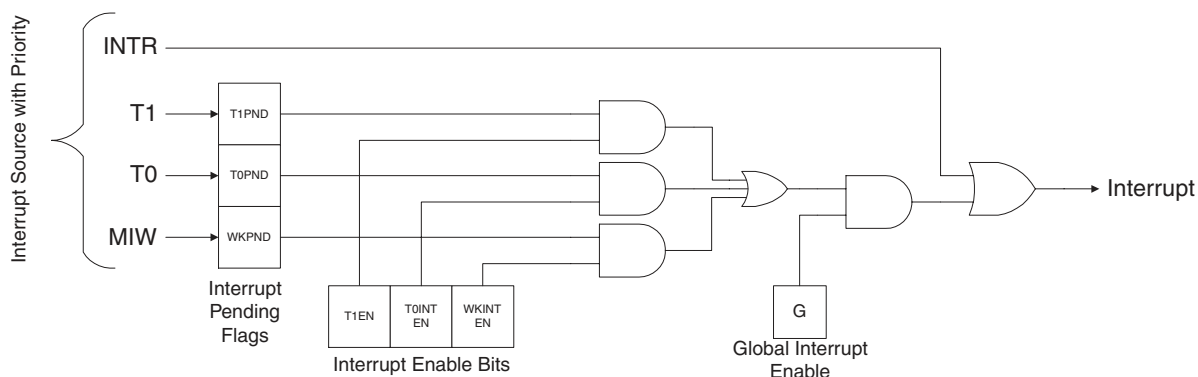 Interrupt Source with Priority
INTR
T1
T0
MIW
T1PND
T0PND
WKPND
Interrupt
Pending
Flags
T1EN
T0INT
EN
WKINT
EN
Interrupt Enable Bits
G
Global Interrupt
Enable
Interrupt